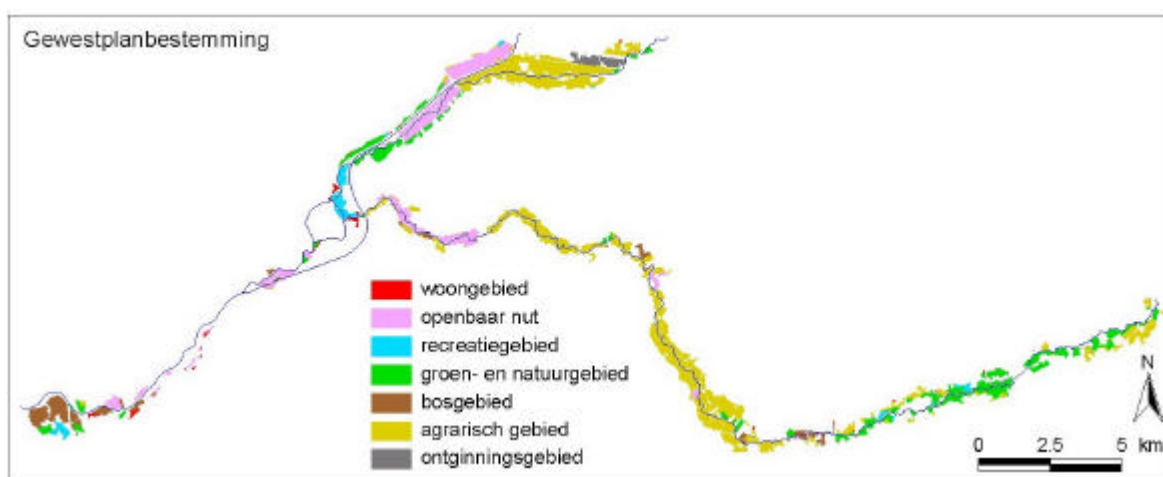 Gewestplanbestemming
woongebied
openbaar nut
recreatiegebied
groen- en natuurgebied
bosgebied
agrarisch gebied
ontginningsgebied
N
0 2.5 5 km